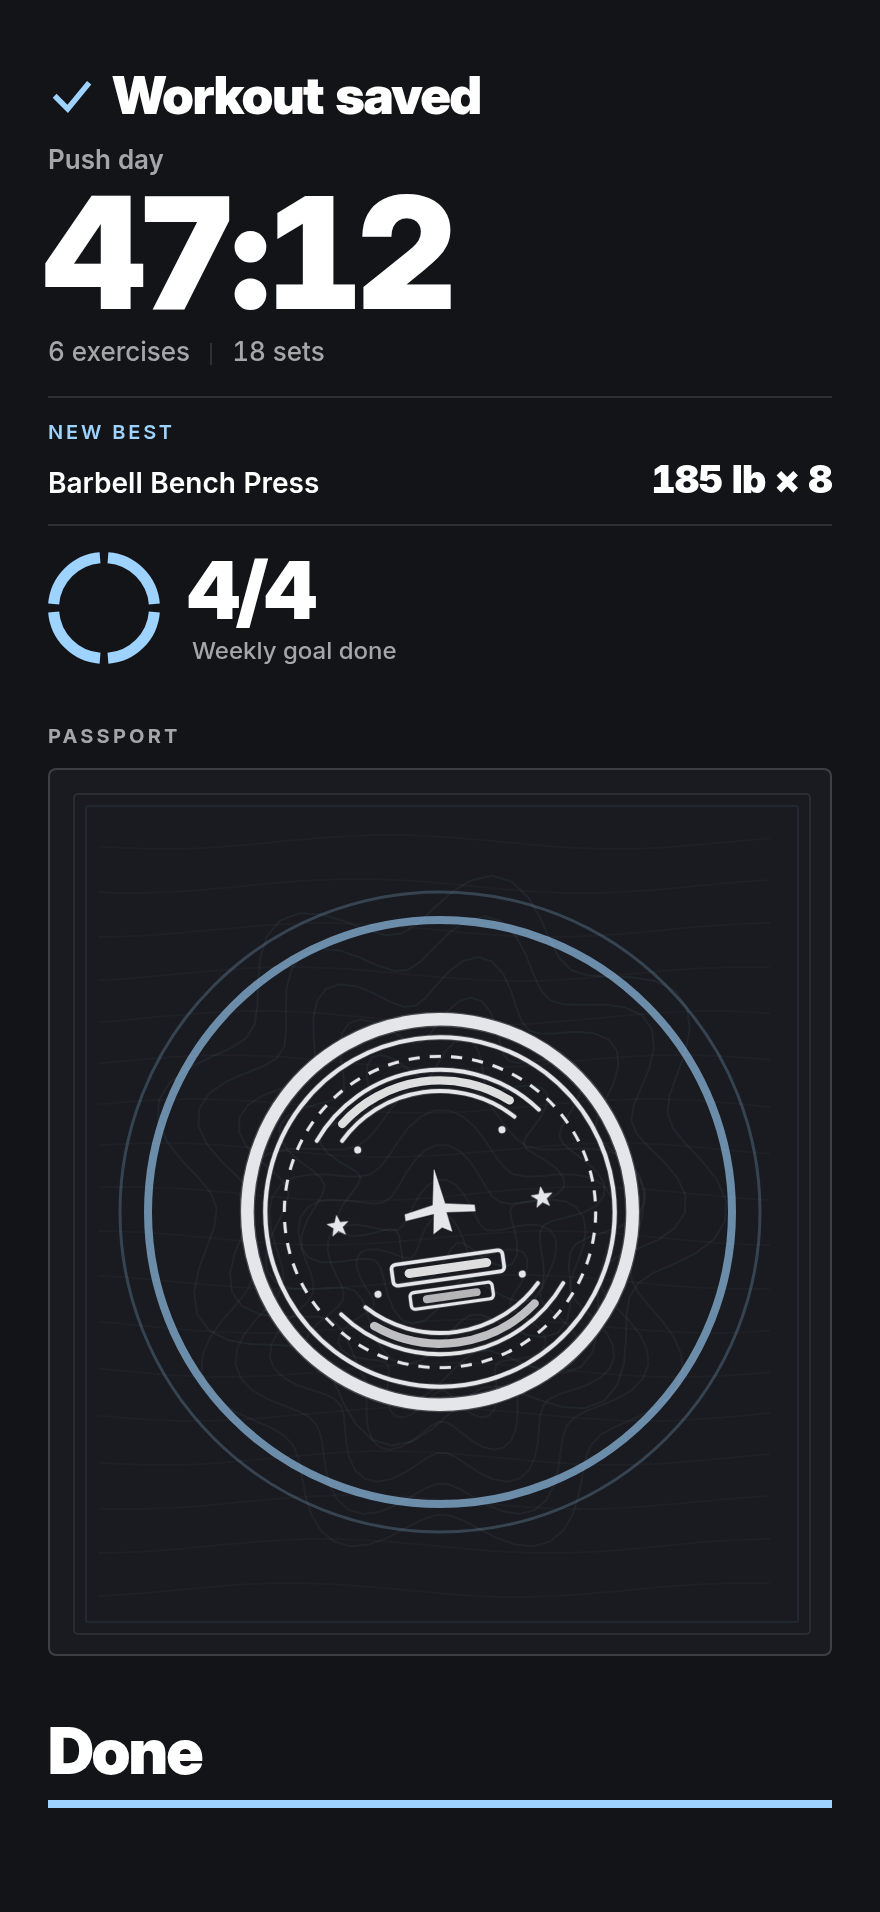 Workout saved
Push day
47:12
6 exercises | 18 sets
NEW BEST
Barbell Bench Press 185 lb × 8
4/4
Weekly goal done
PASSPORT
Done